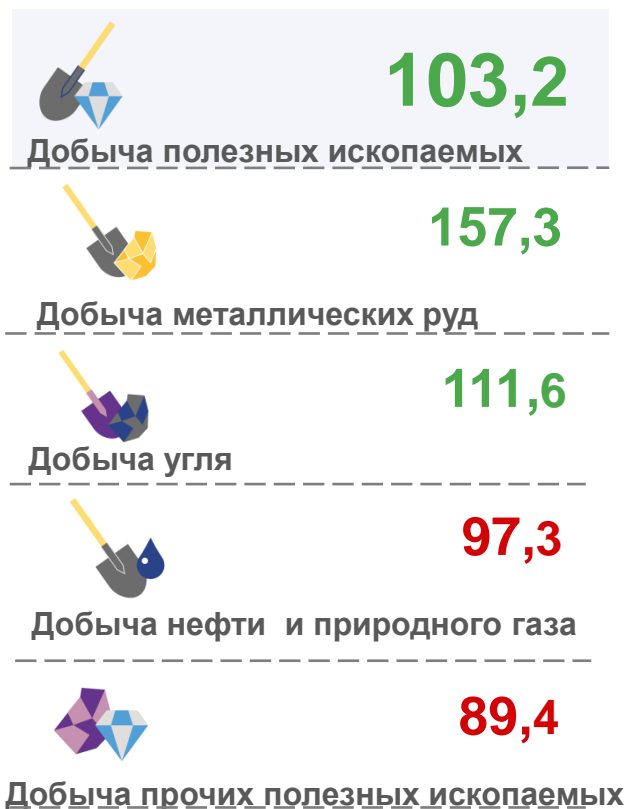 103,2
Добыча полезных ископаемых
157,3
Добыча металлических руд
111,6
Добыча угля
97,3
Добыча нефти и природного газа
89,4
Добыча прочих полезных ископаемых